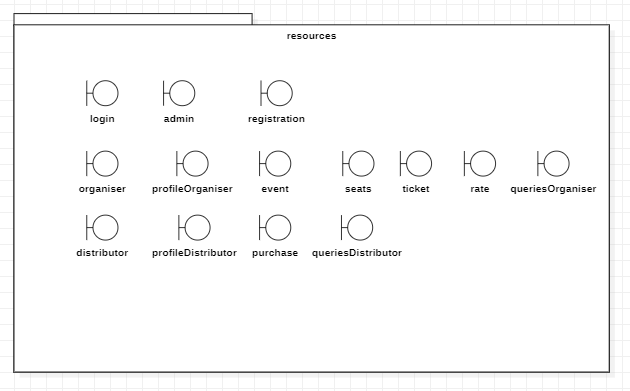 resources
login admin registration
organiser profileOrganiser event seats ticket rate queriesOrganiser
distributor profileDistributor purchase queriesDistributor